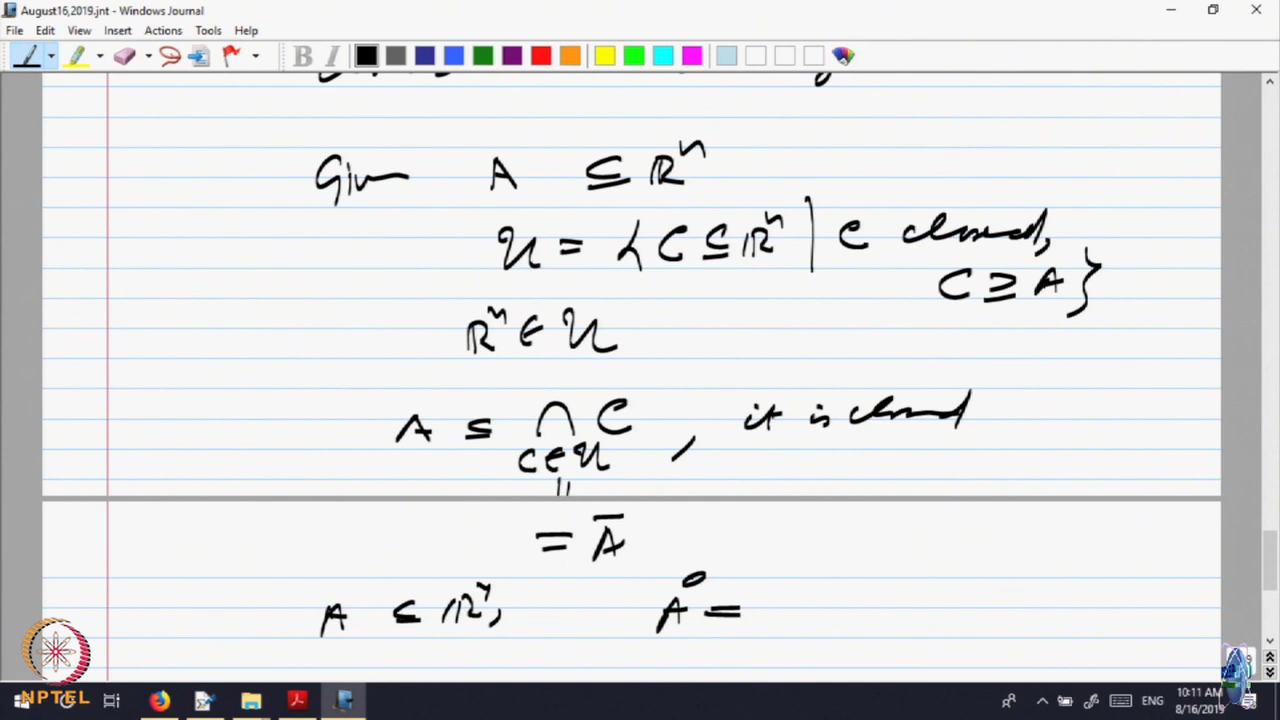 August16,2019.jnt - Windows Journal
File Edit View Insert Actions Tools Help
Given A ⊆ ℝⁿ
𝒰 = { C ⊆ ℝⁿ | C closed,
C ⊇ A }
ℝⁿ ∈ 𝒰
A ⊆ ∩ C , it is closed
C ∈ 𝒰
||
= A̅
A ⊆ ℝⁿ, A⁰ =
NPTEL
ENG
10:11 AM
8/16/2019